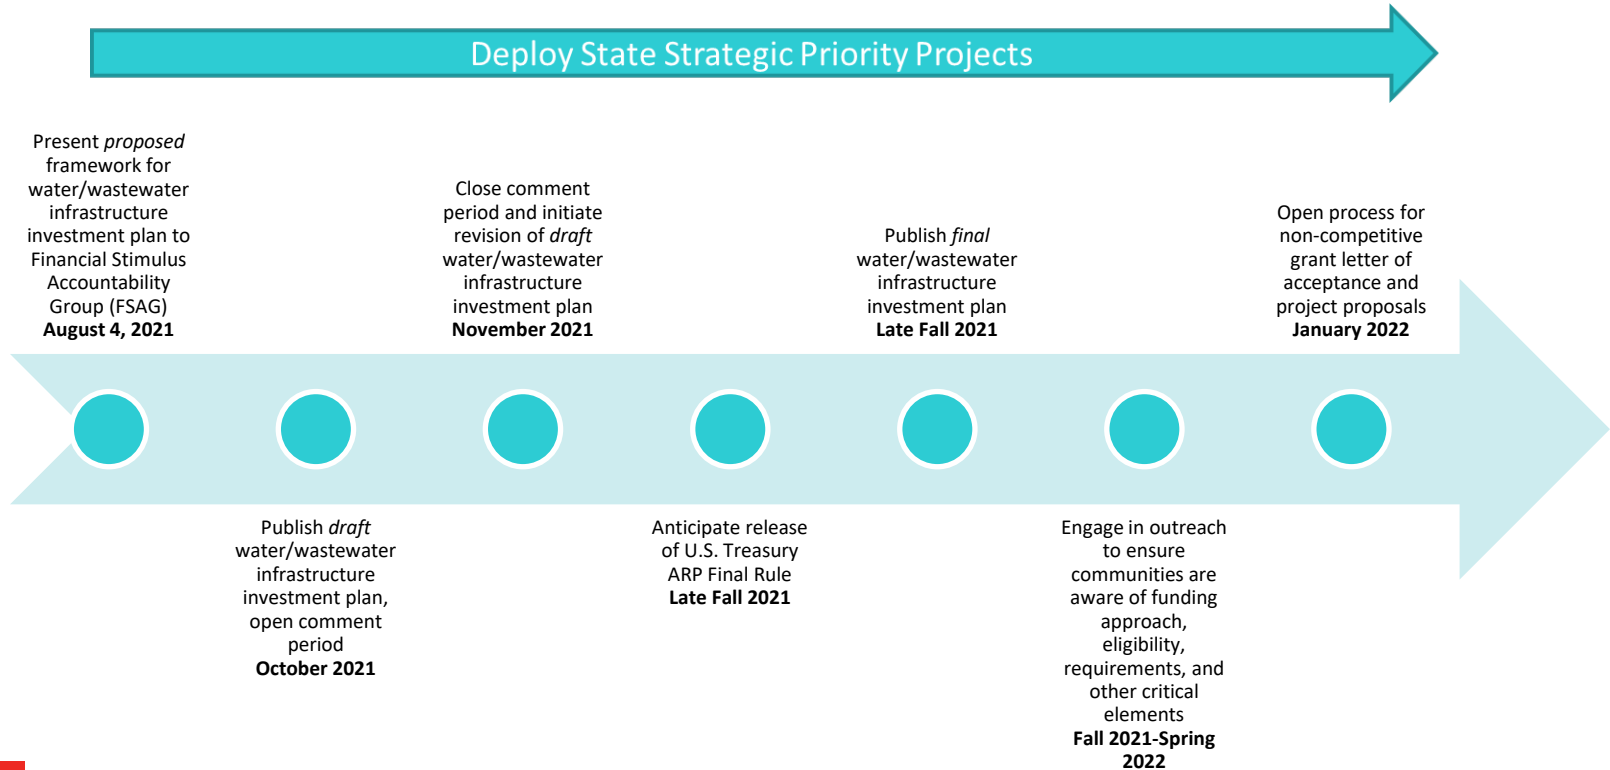 Deploy State Strategic Priority Projects
Present proposed
framework for
water/wastewater
infrastructure
investment plan to
Financial Stimulus
Accountability
Group (FSAG)
August 4, 2021
Publish draft
water/wastewater
infrastructure
investment plan,
open comment
period
October 2021
Close comment
period and initiate
revision of draft
water/wastewater
infrastructure
investment plan
November 2021
Anticipate release
of U.S. Treasury
ARP Final Rule
Late Fall 2021
Publish final
water/wastewater
infrastructure
investment plan
Late Fall 2021
Engage in outreach
to ensure
communities are
aware of funding
approach,
eligibility,
requirements, and
other critical
elements
Fall 2021-Spring
2022
Open process for
non-competitive
grant letter of
acceptance and
project proposals
January 2022